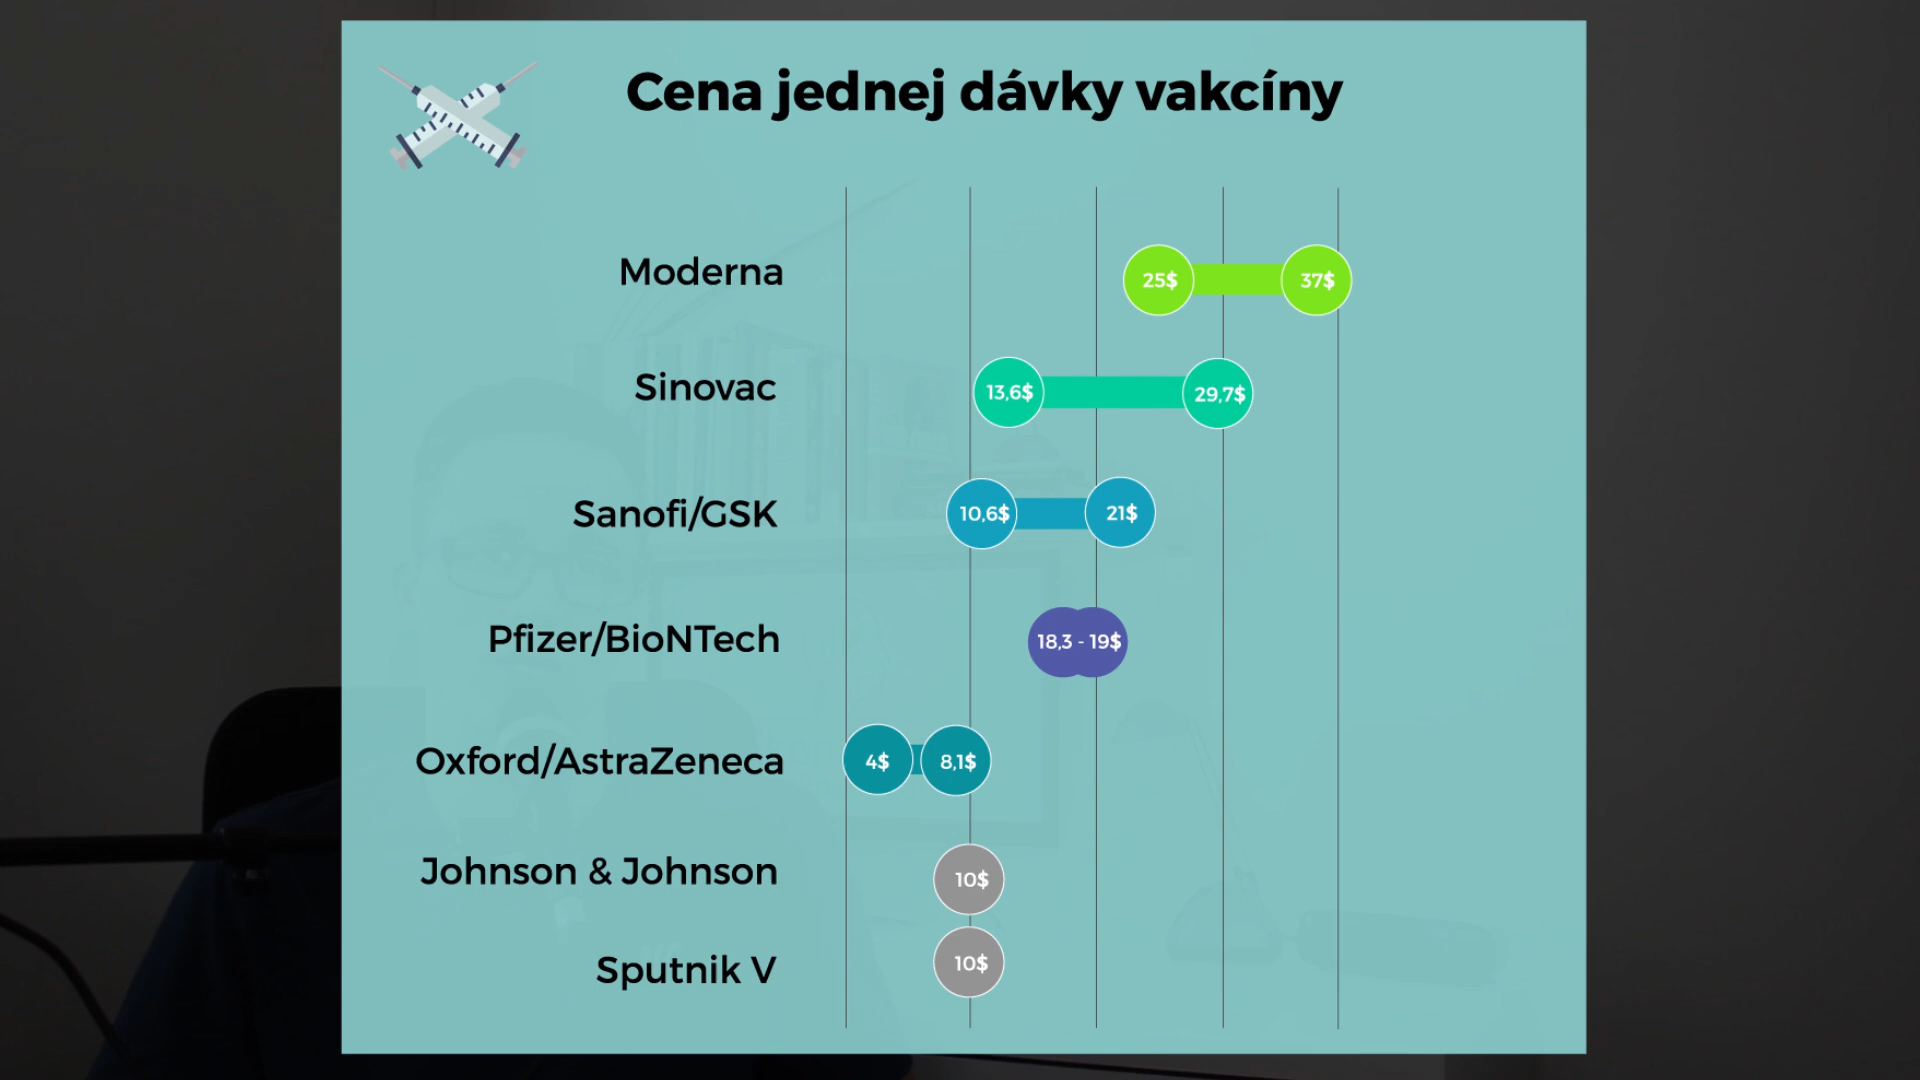 Cena jednej dávky vakcíny
Moderna
25$ 37$
Sinovac
13,6$ 29,7$
Sanofi/GSK
10,6$ 21$
Pfizer/BioNTech
18,3 - 19$
Oxford/AstraZeneca
4$ 8,1$
Johnson & Johnson
10$
Sputnik V
10$